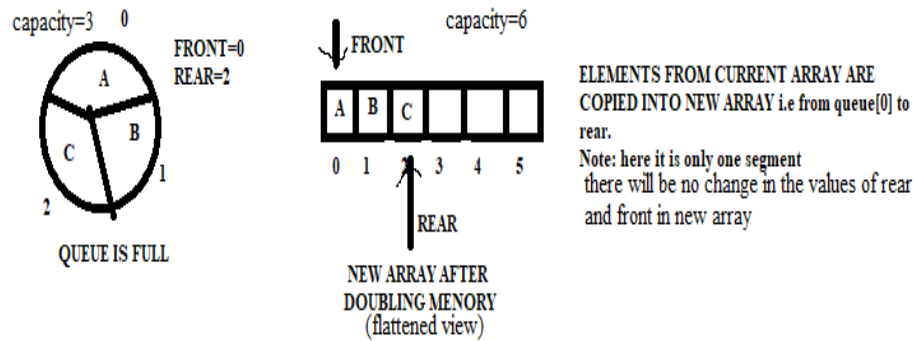 capacity=3
0
FRONT=0
REAR=2
A
B
C
1
2
QUEUE IS FULL
capacity=6
FRONT
A B C
0 1 2 3 4 5
REAR
NEW ARRAY AFTER
DOUBLING MENORY
(flattened view)
ELEMENTS FROM CURRENT ARRAY ARE
COPIED INTO NEW ARRAY i.e from queue[0] to
rear.
Note: here it is only one segment
there will be no change in the values of rear
and front in new array